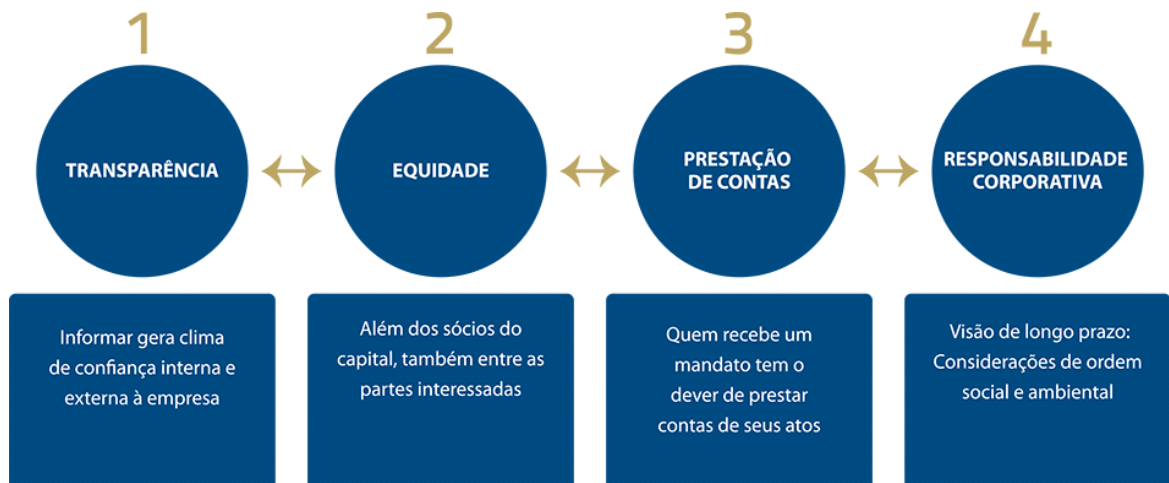 1
TRANSPARÊNCIA
Informar gera clima
de confiança interna e
externa à empresa
2
EQUIDADE
Além dos sócios do
capital, também entre as
partes interessadas
3
PRESTAÇÃO
DE CONTAS
Quem recebe um
mandato tem o
dever de prestar
contas de seus atos
4
RESPONSABILIDADE
CORPORATIVA
Visão de longo prazo:
Considerações de ordem
social e ambiental